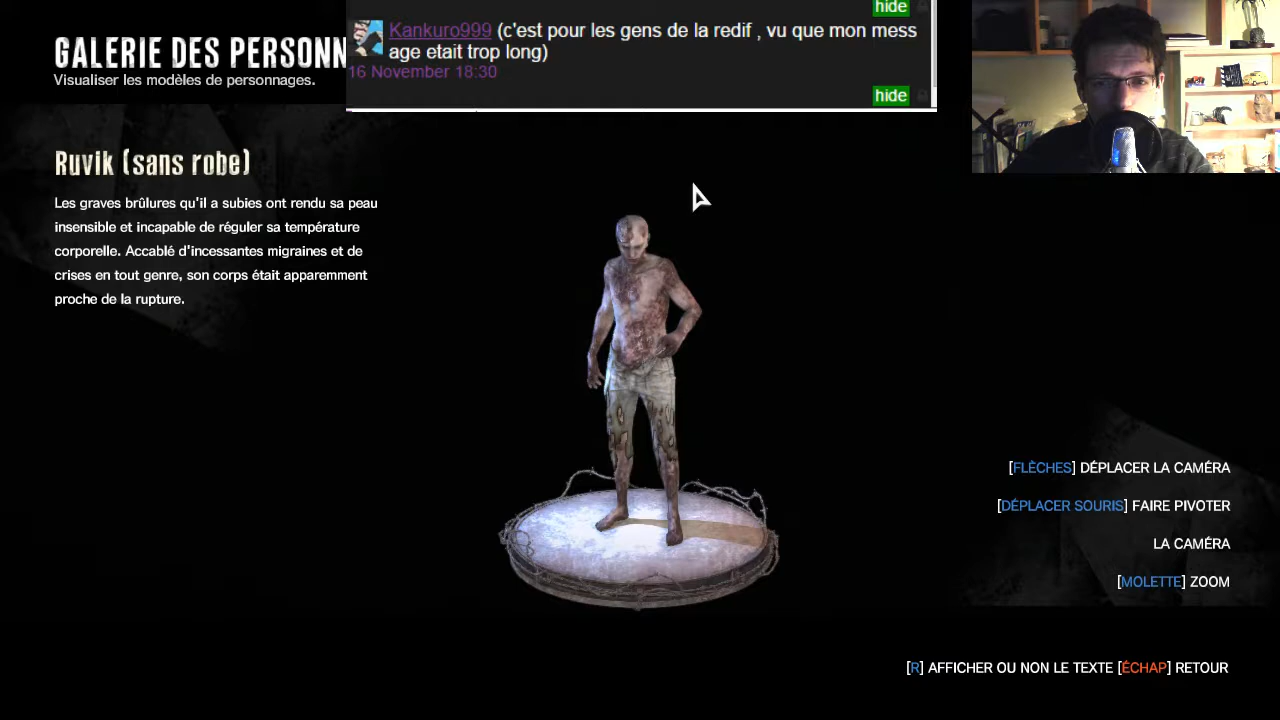 hide
GALERIE DES PERSONN
Kankuro999 (c'est pour les gens de la redif , vu que mon mess
age etait trop long)
Visualiser les modèles de personnages.
16 November 18:30
hide
Ruvik (sans robe)
Les graves brûlures qu'il a subies ont rendu sa peau
insensible et incapable de réguler sa température
corporelle. Accablé d'incessantes migraines et de
crises en tout genre, son corps était apparemment
proche de la rupture.
[FLÈCHES] DÉPLACER LA CAMÉRA
[DÉPLACER SOURIS] FAIRE PIVOTER
LA CAMÉRA
[MOLETTE] ZOOM
[R] AFFICHER OU NON LE TEXTE [ÉCHAP] RETOUR